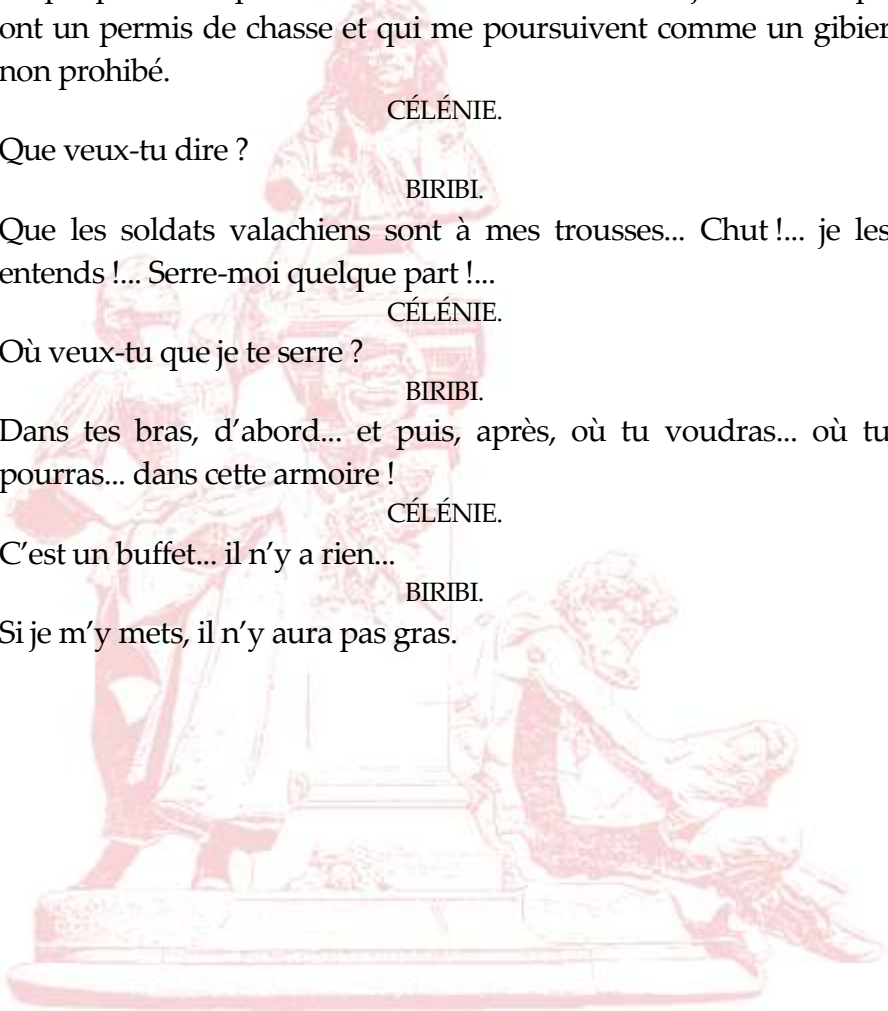 ont un permis de chasse et qui me poursuivent comme un gibier
non prohibé.
CÉLÉNIE.
Que veux-tu dire ?
BIRIBI.
Que les soldats valachiens sont à mes trousses... Chut !... je les
entends !... Serre-moi quelque part !...
CÉLÉNIE.
Où veux-tu que je te serre ?
BIRIBI.
Dans tes bras, d’abord... et puis, après, où tu voudras... où tu
pourras... dans cette armoire !
CÉLÉNIE.
C’est un buffet... il n’y a rien...
BIRIBI.
Si je m’y mets, il n’y aura pas gras.